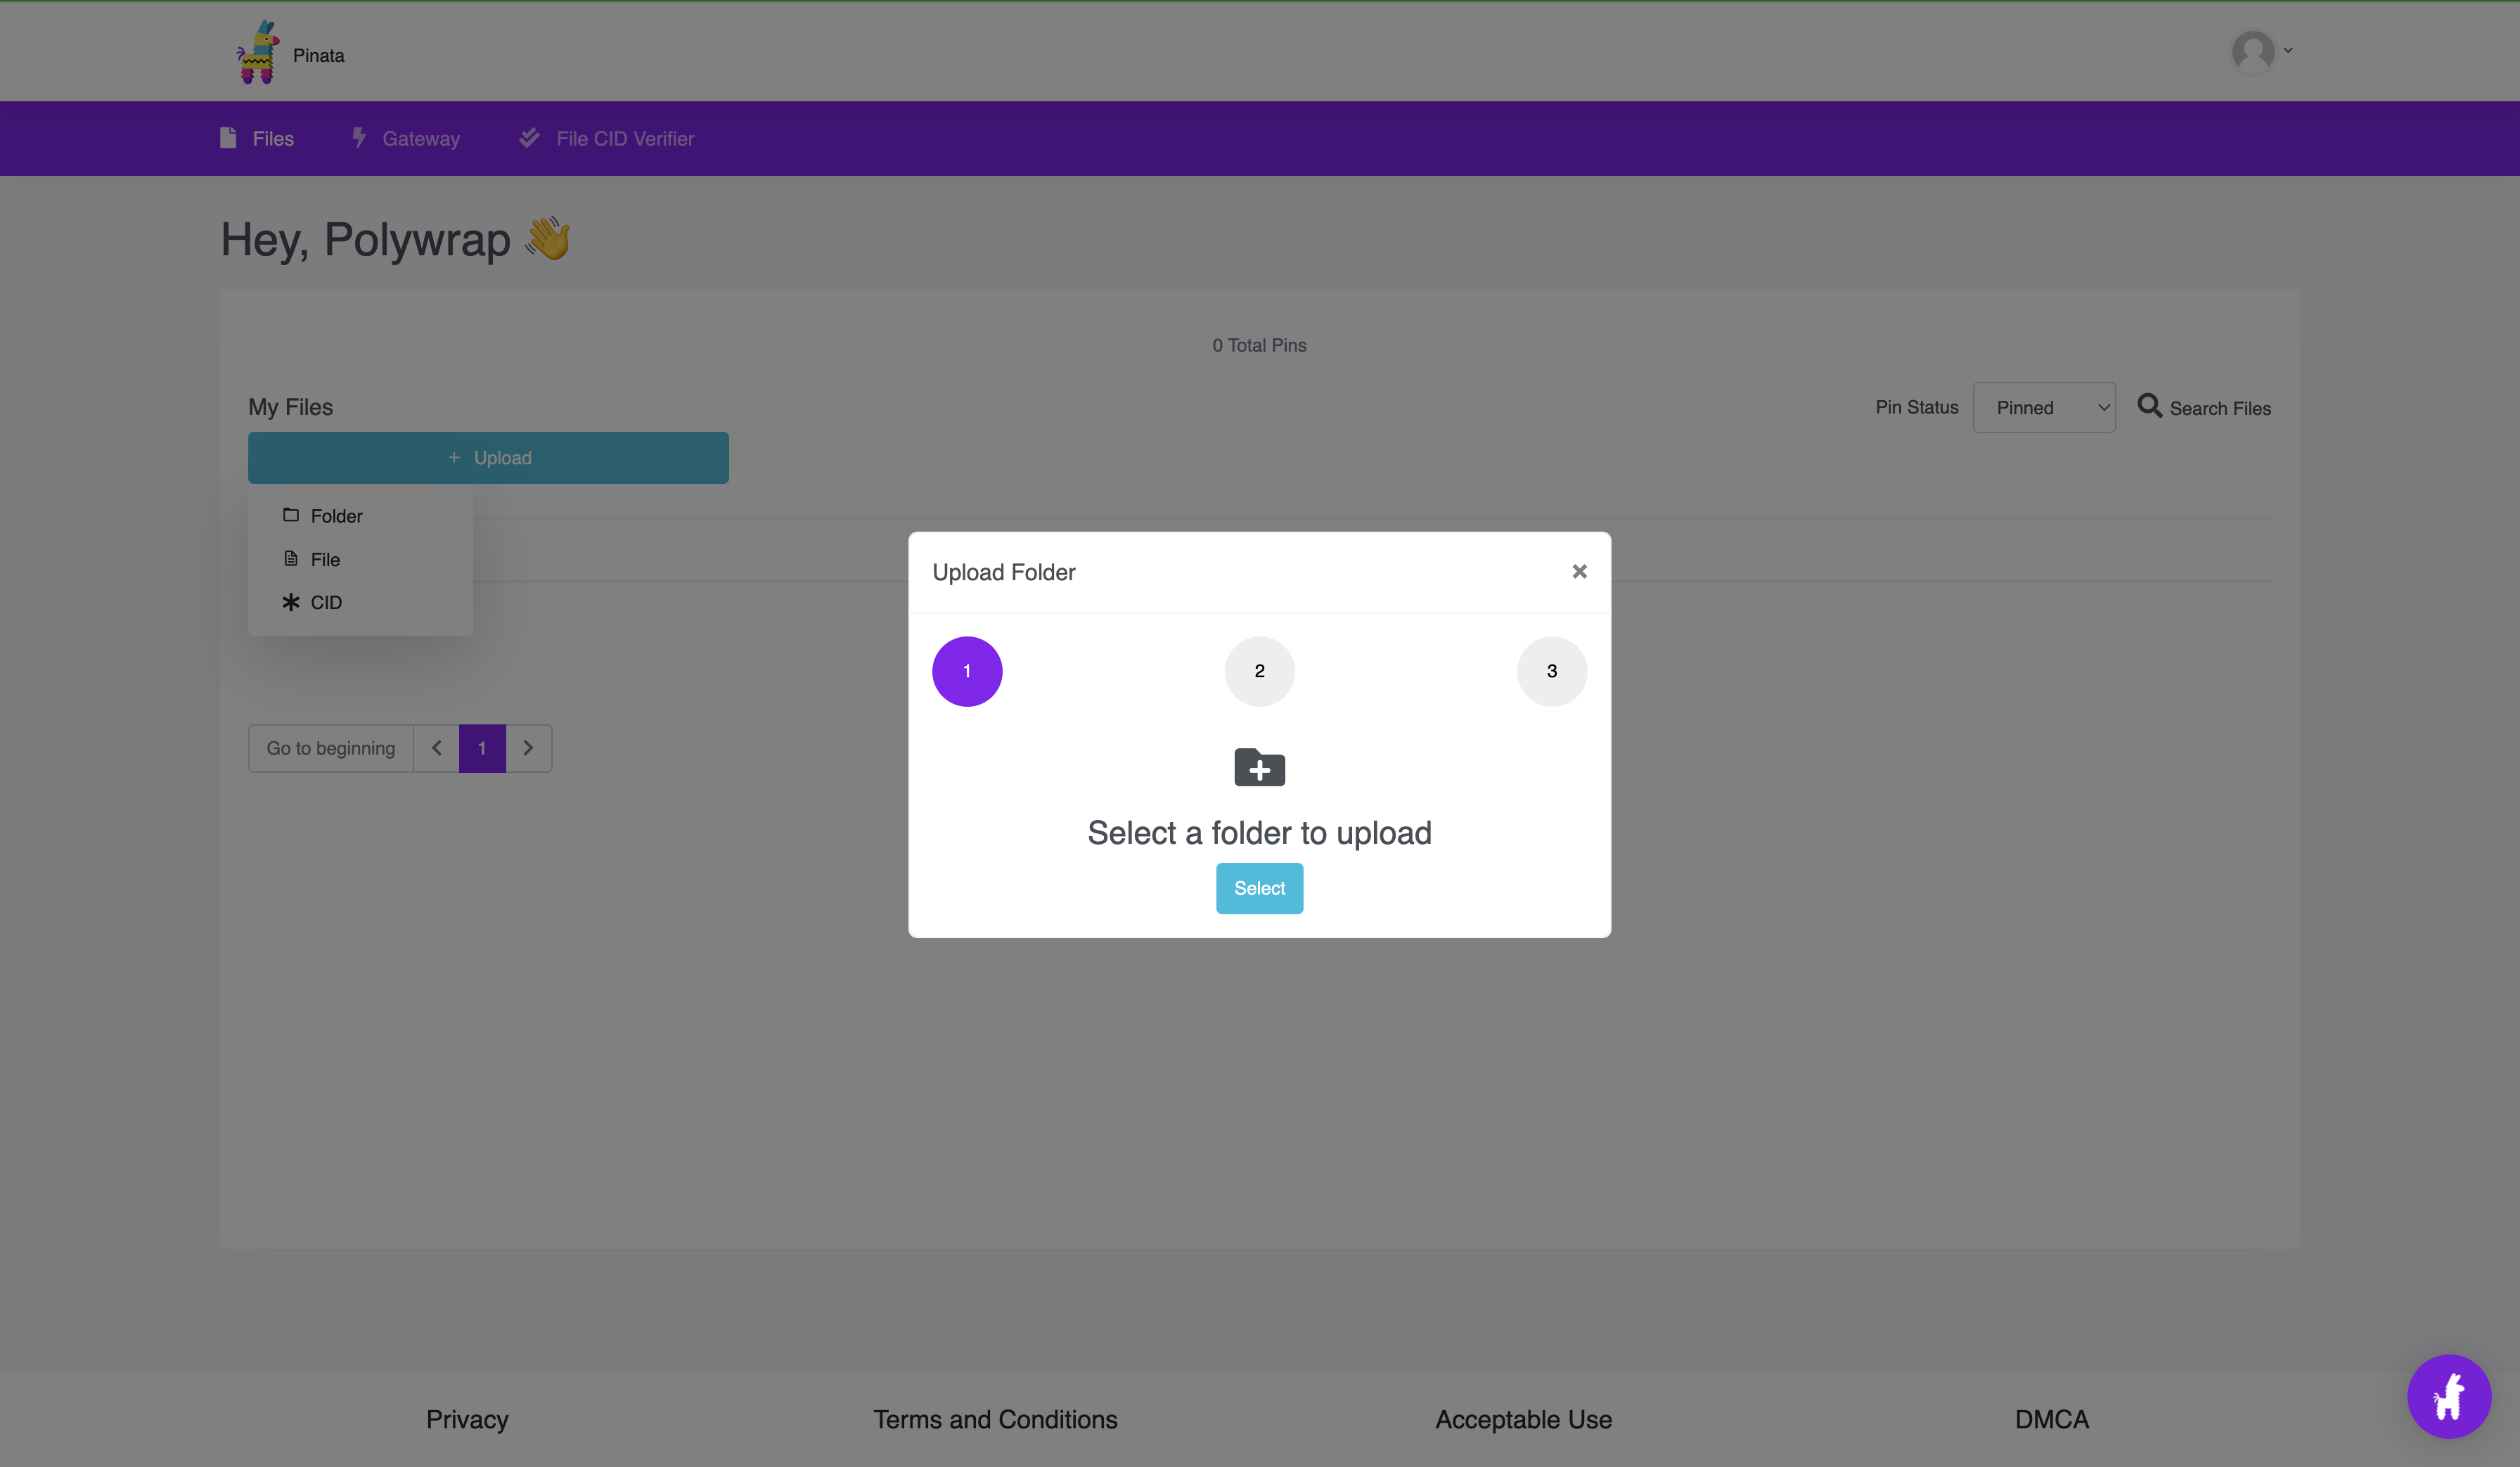 Pinata
Files Gateway File CID Verifier
Hey, Polywrap 👋
0 Total Pins
My Files Pin Status Pinned Search Files
+ Upload
Folder
File
CID
Upload Folder
1 2 3
Select a folder to upload
Select
Go to beginning 1
Privacy Terms and Conditions Acceptable Use DMCA